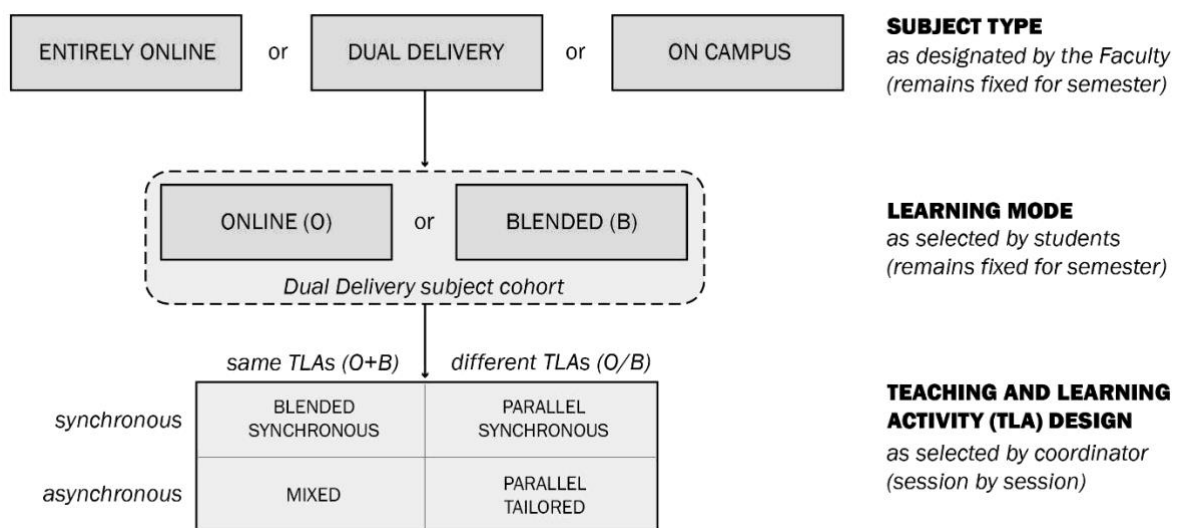 ENTIRELY ONLINE
or
DUAL DELIVERY
or
ON CAMPUS
SUBJECT TYPE
as designated by the Faculty
(remains fixed for semester)
ONLINE (O)
or
BLENDED (B)
Dual Delivery subject cohort
LEARNING MODE
as selected by students
(remains fixed for semester)
same TLAs (O+B)
different TLAs (O/B)
synchronous
BLENDED
SYNCHRONOUS
PARALLEL
SYNCHRONOUS
asynchronous
MIXED
PARALLEL
TAILORED
TEACHING AND LEARNING
ACTIVITY (TLA) DESIGN
as selected by coordinator
(session by session)